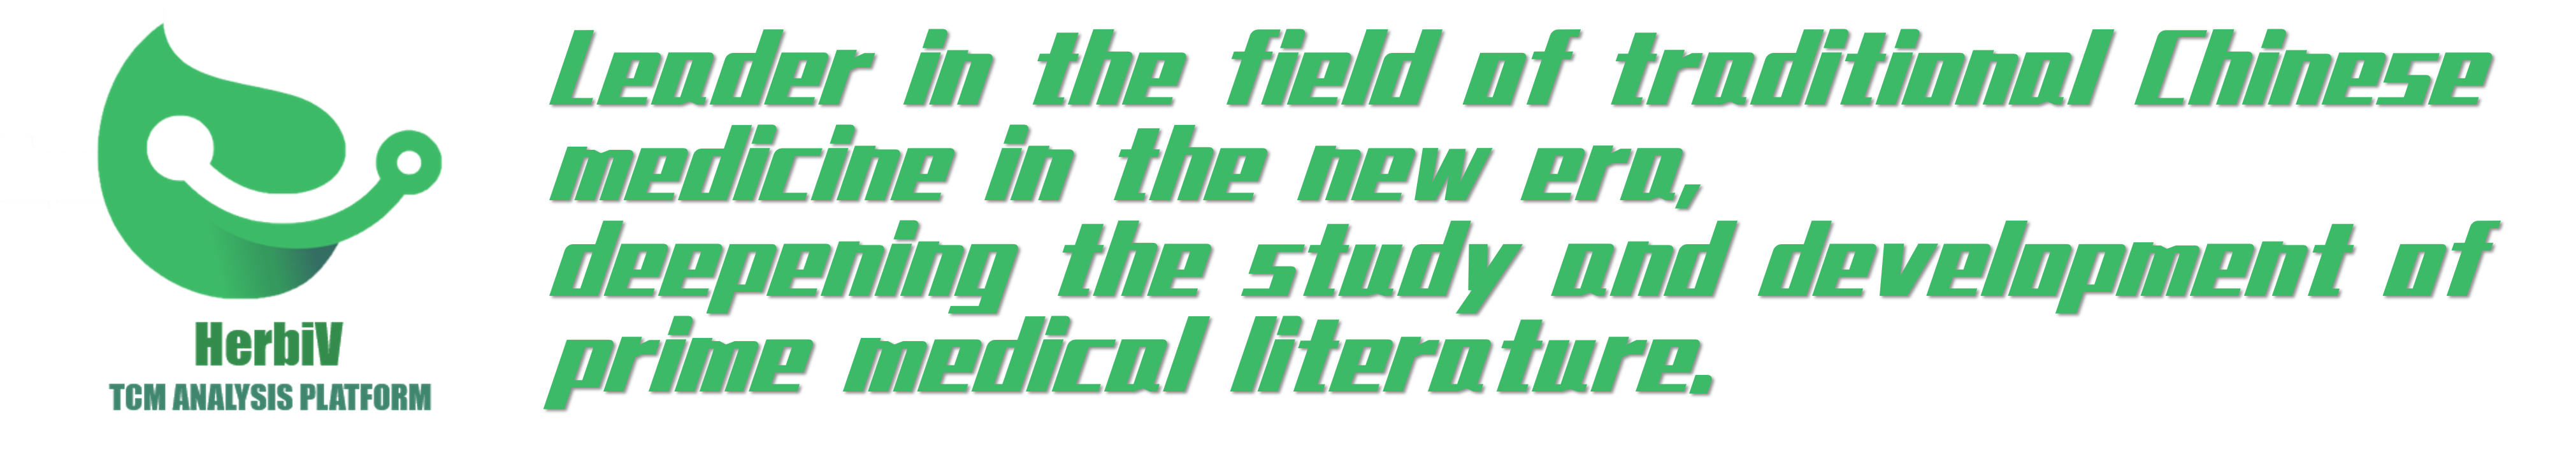 HerbiV
TCM ANALYSIS PLATFORM
Leader in the field of traditional Chinese
medicine in the new era,
deepening the study and development of
prime medical literature.